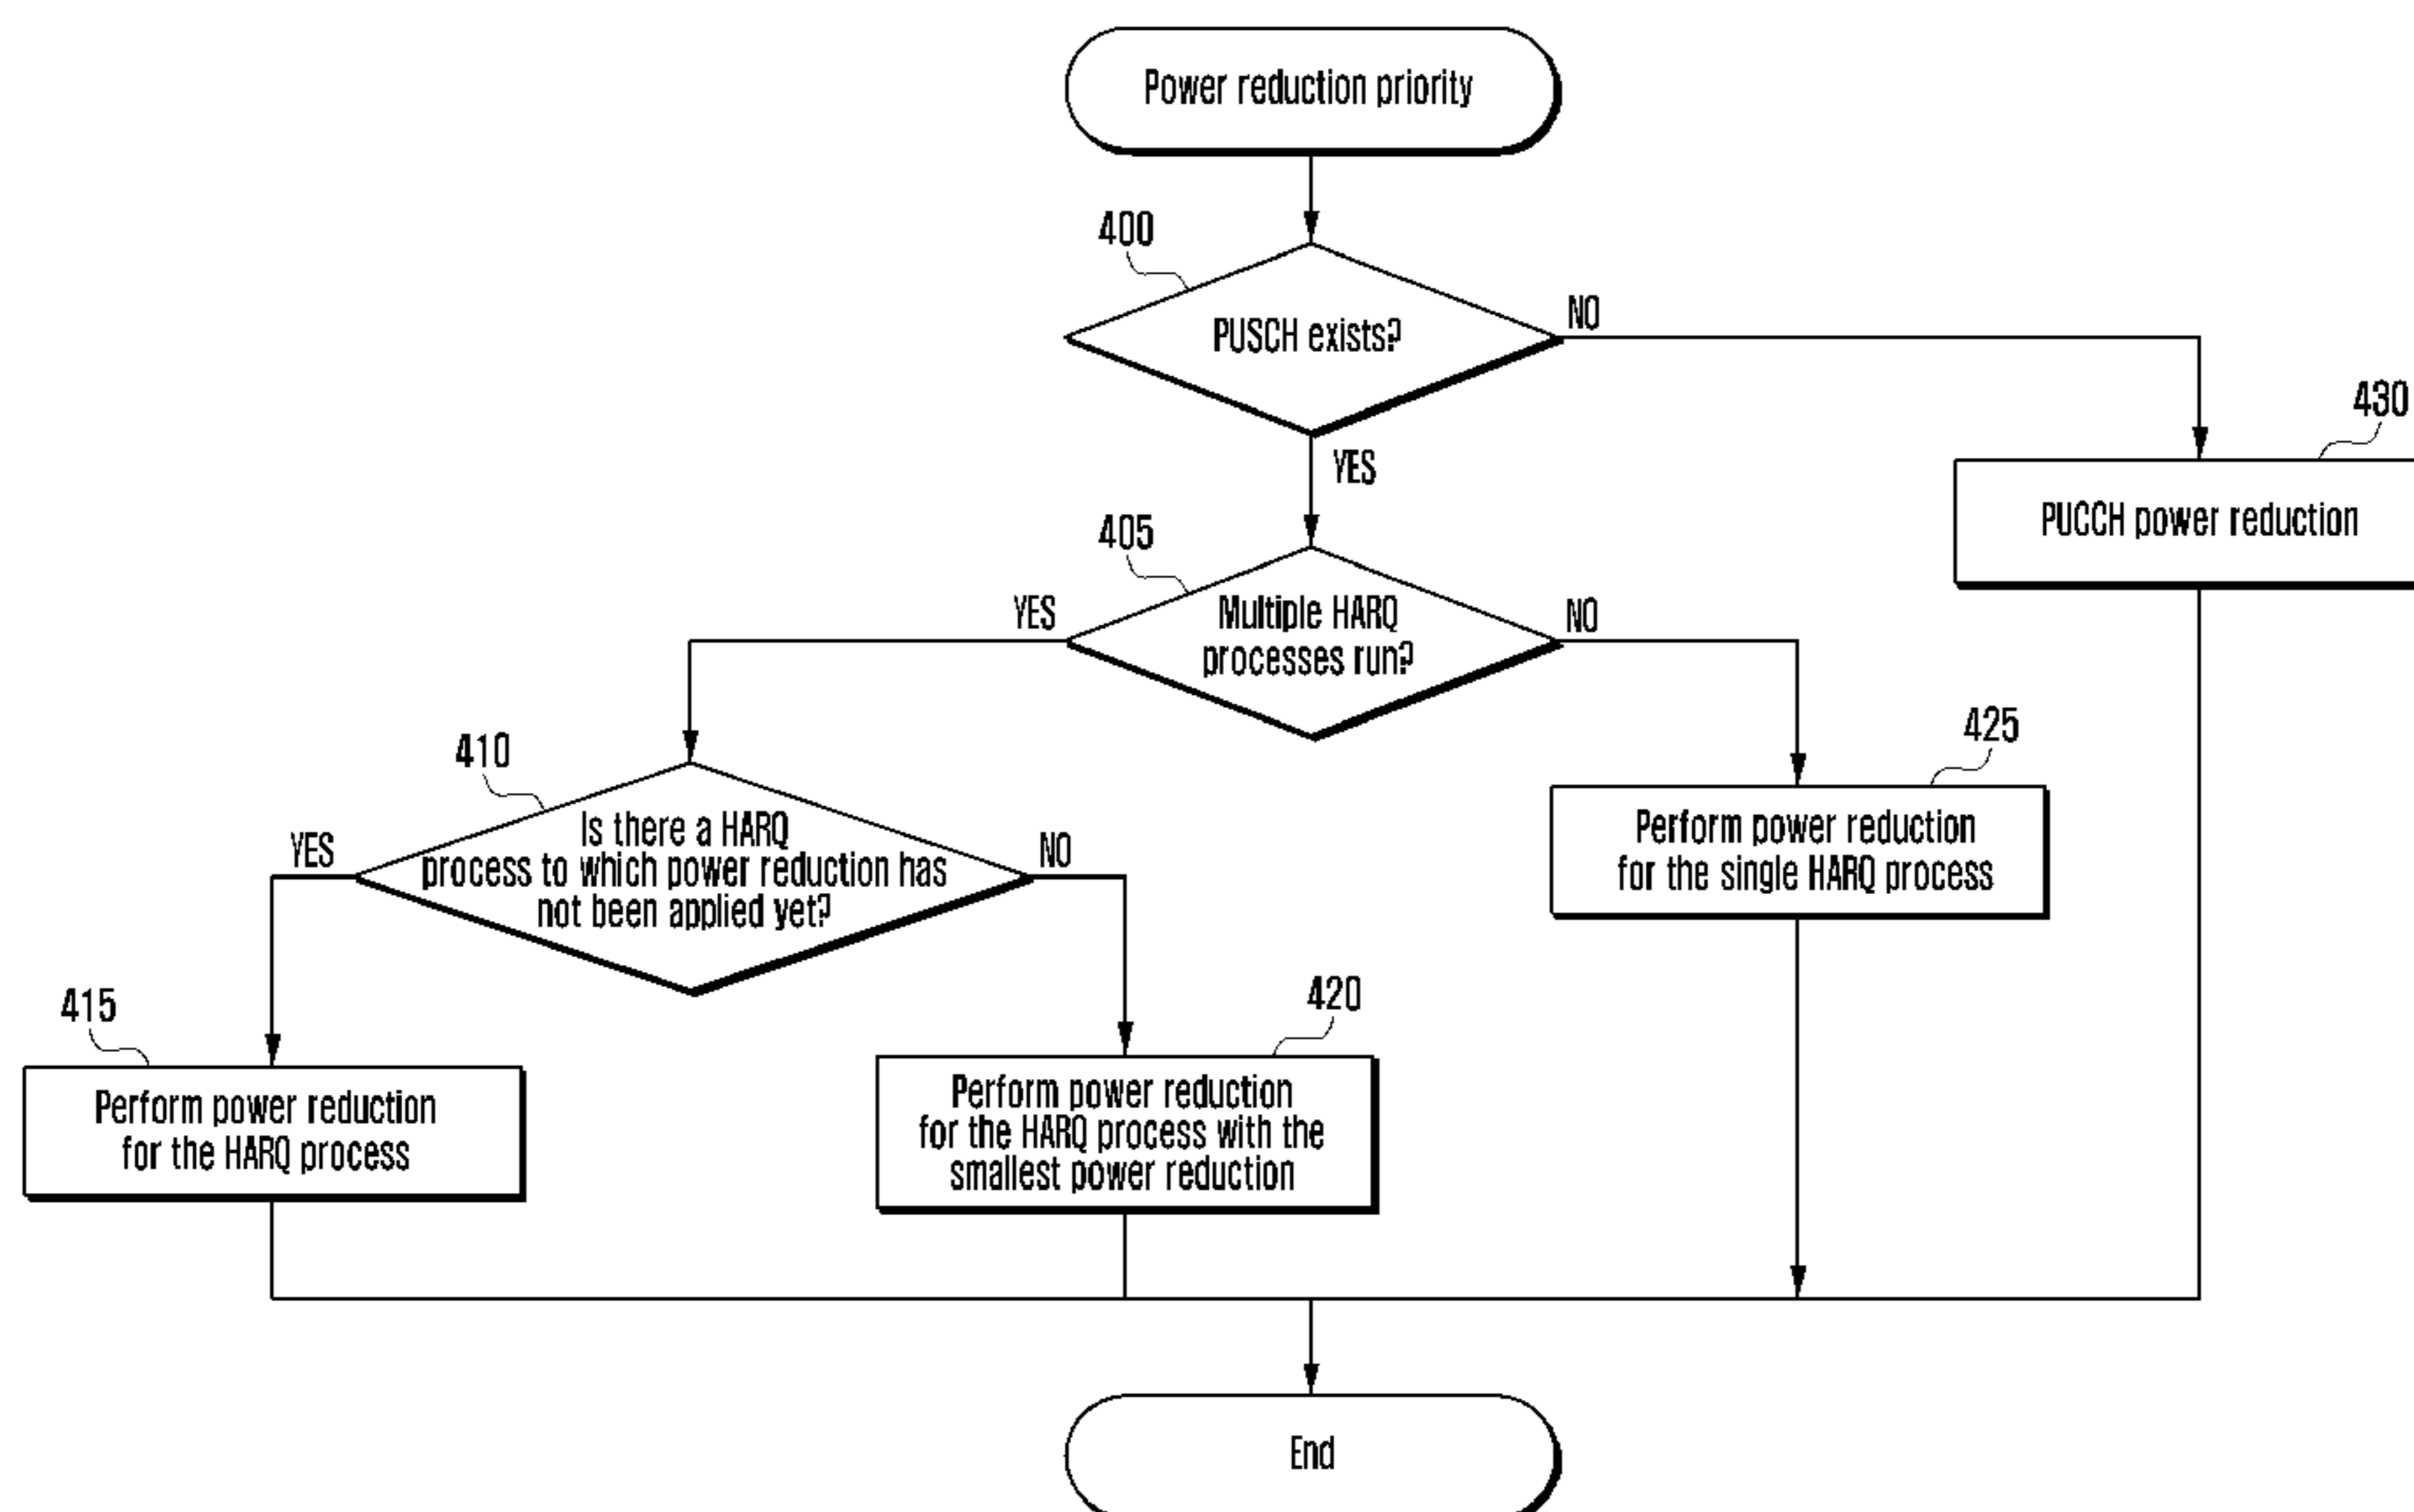 Power reduction priority
400
PUSCH exists?
NO
430
PUCCH power reduction
YES
405
Multiple HARQ
processes run?
YES
NO
410
Is there a HARQ
process to which power reduction has
not been applied yet?
YES
NO
425
Perform power reduction
for the single HARQ process
415
Perform power reduction
for the HARQ process
420
Perform power reduction
for the HARQ process with the
smallest power reduction
End